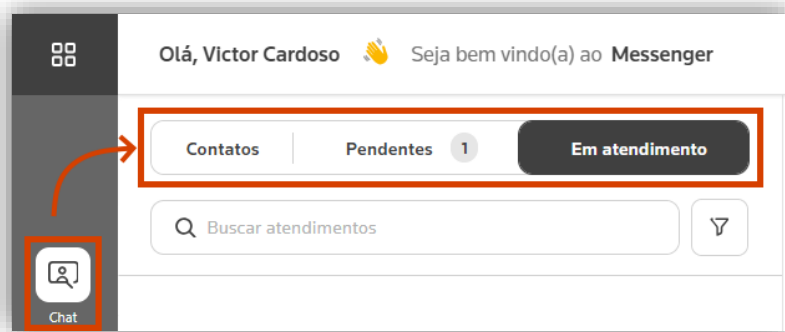 Olá, Victor Cardoso 👋 Seja bem vindo(a) ao Messenger
Contatos Pendentes 1 Em atendimento
Buscar atendimentos
Chat